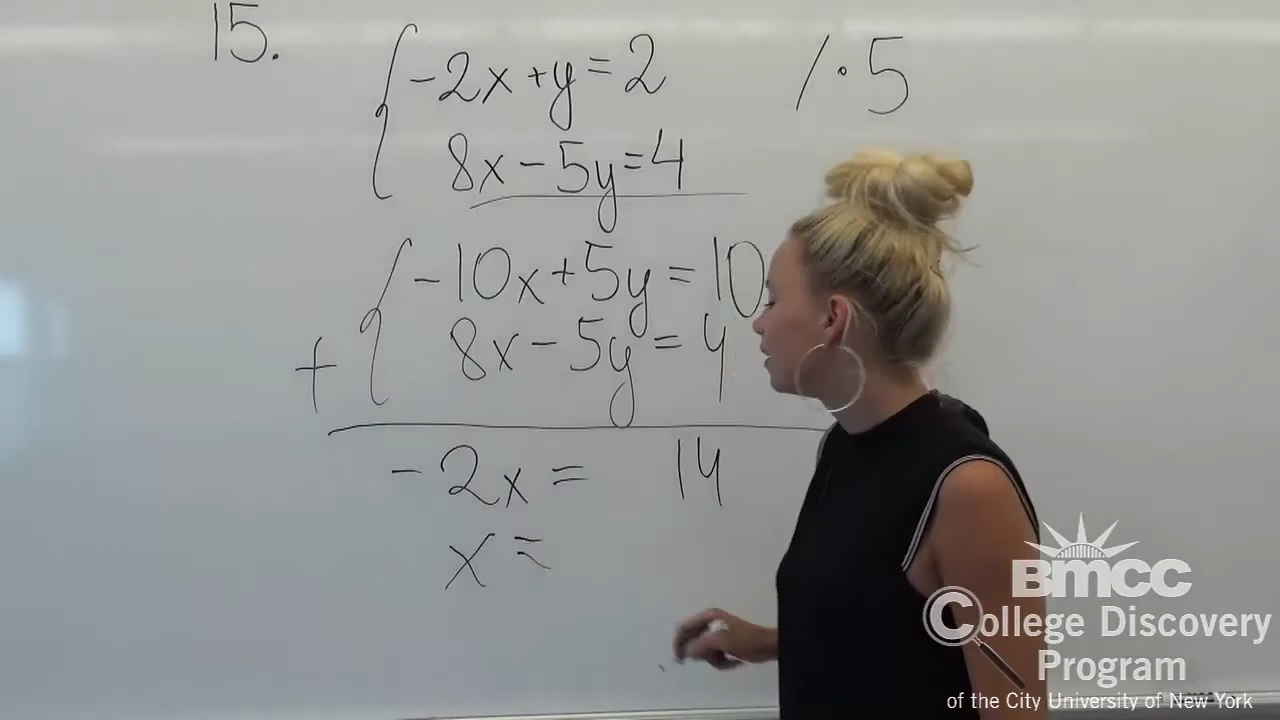 15.
-2x+y=2 /·5
8x-5y=4
-10x+5y=10
+ 8x-5y=4
-2x= 14
x=
BMCC
College Discovery
Program
of the City University of New York